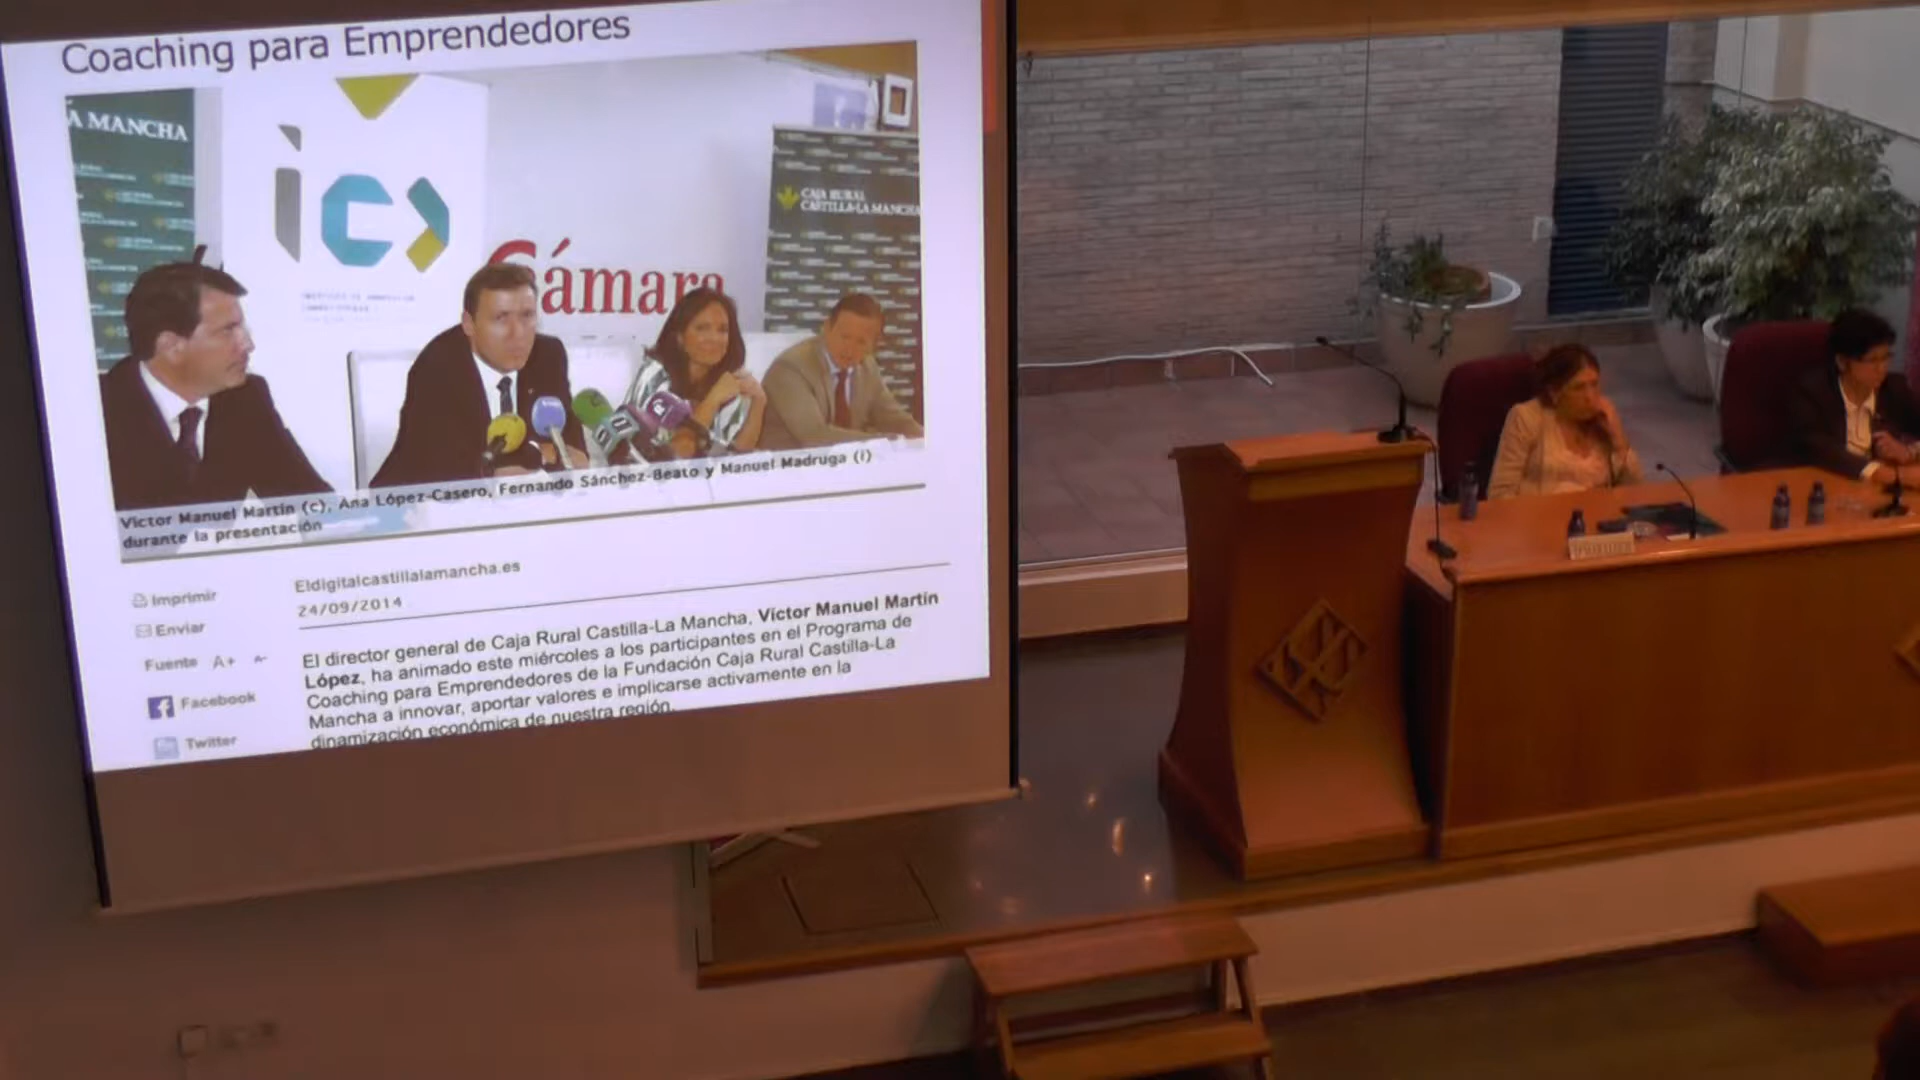 Coaching para Emprendedores
A MANCHA
ic
Cámara
CAJA RURAL
CASTILLA-LA MANCHA
Víctor Manuel Martín (c), Ana López-Casero, Fernando Sánchez-Beato y Manuel Madruga (i)
durante la presentación
Imprimir
Enviar
Fuente A+ A-
Facebook
Twitter
Eldigitalcastillalamancha.es
24/09/2014
El director general de Caja Rural Castilla-La Mancha, Víctor Manuel Martín
López, ha animado este miércoles a los participantes en el Programa de
Coaching para Emprendedores de la Fundación Caja Rural Castilla-La
Mancha a innovar, aportar valores e implicarse activamente en la
dinamización económica de nuestra región.